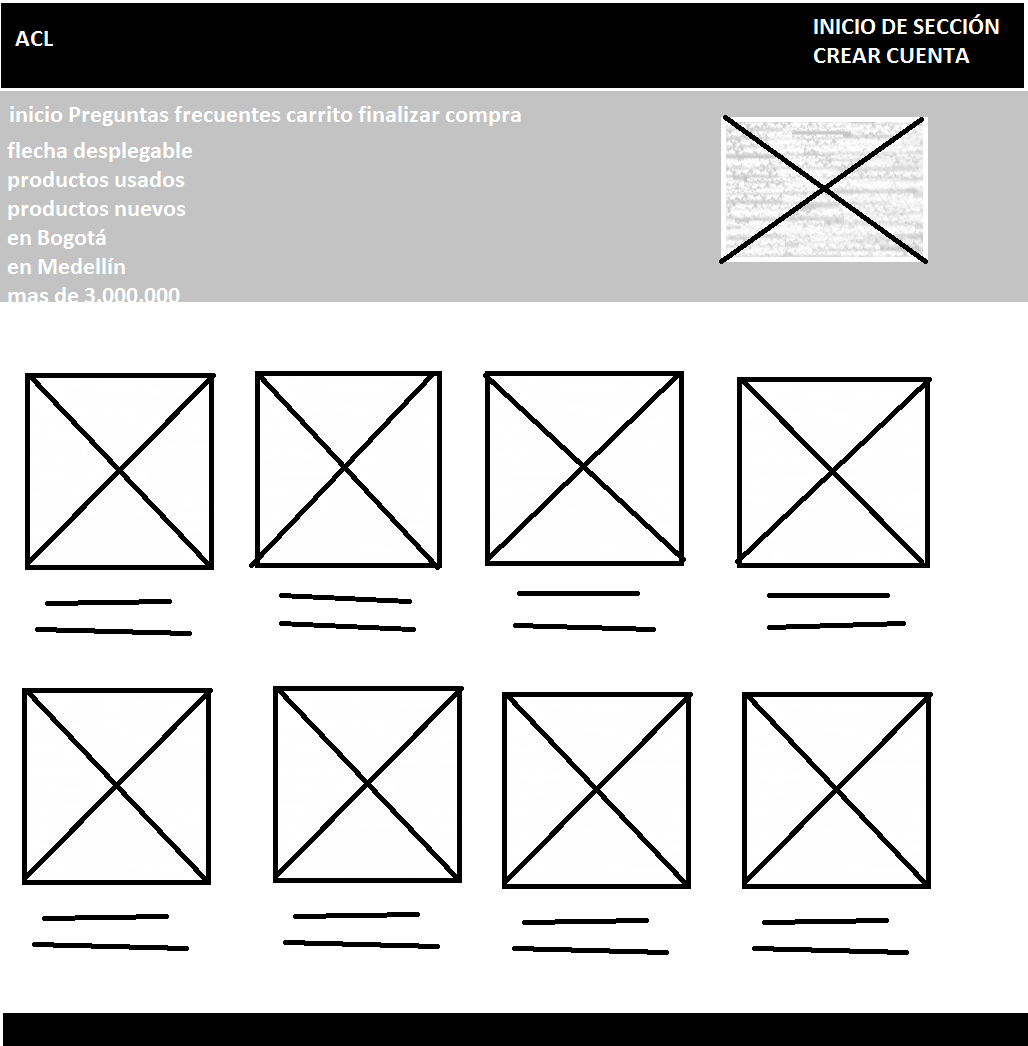 ACL
INICIO DE SECCIÓN
CREAR CUENTA
inicio Preguntas frecuentes carrito finalizar compra
flecha desplegable
productos usados
productos nuevos
en Bogotá
en Medellín
mas de 3.000.000